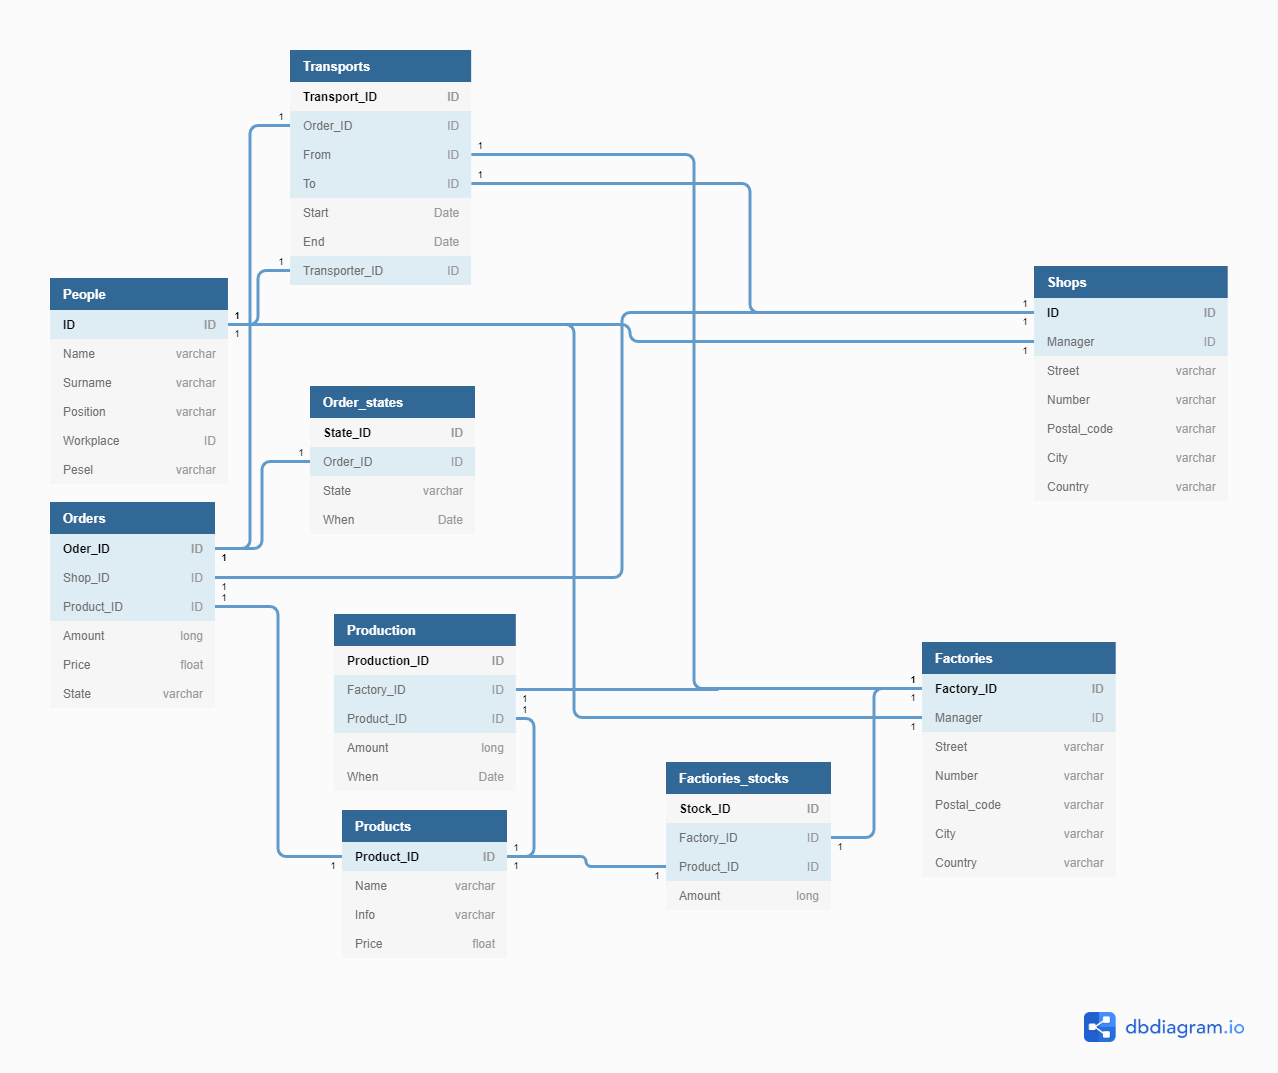 Transports
Transport_ID ID
1
Order_ID ID
From ID
1
To ID
1
Start Date
End Date
1
Transporter_ID ID
People
ID ID
1
1
Name varchar
Surname varchar
Position varchar
Workplace ID
Pesel varchar
Shops
1
ID ID
1
Manager ID
1
Street varchar
Number varchar
Postal_code varchar
City varchar
Country varchar
Order_states
State_ID ID
1
Order_ID ID
State varchar
When Date
Orders
Oder_ID ID
1
Shop_ID ID
1
1
Product_ID ID
Amount long
Price float
State varchar
Production
Production_ID ID
Factory_ID ID
1
1
Product_ID ID
Amount long
When Date
Factories
1
Factory_ID ID
1
Manager ID
1
Street varchar
Number varchar
Postal_code varchar
City varchar
Country varchar
Factiories_stocks
Stock_ID ID
Factory_ID ID
1
Product_ID ID
1
Amount long
Products
1
Product_ID ID
1
1
Name varchar
Info varchar
Price float
dbdiagram.io